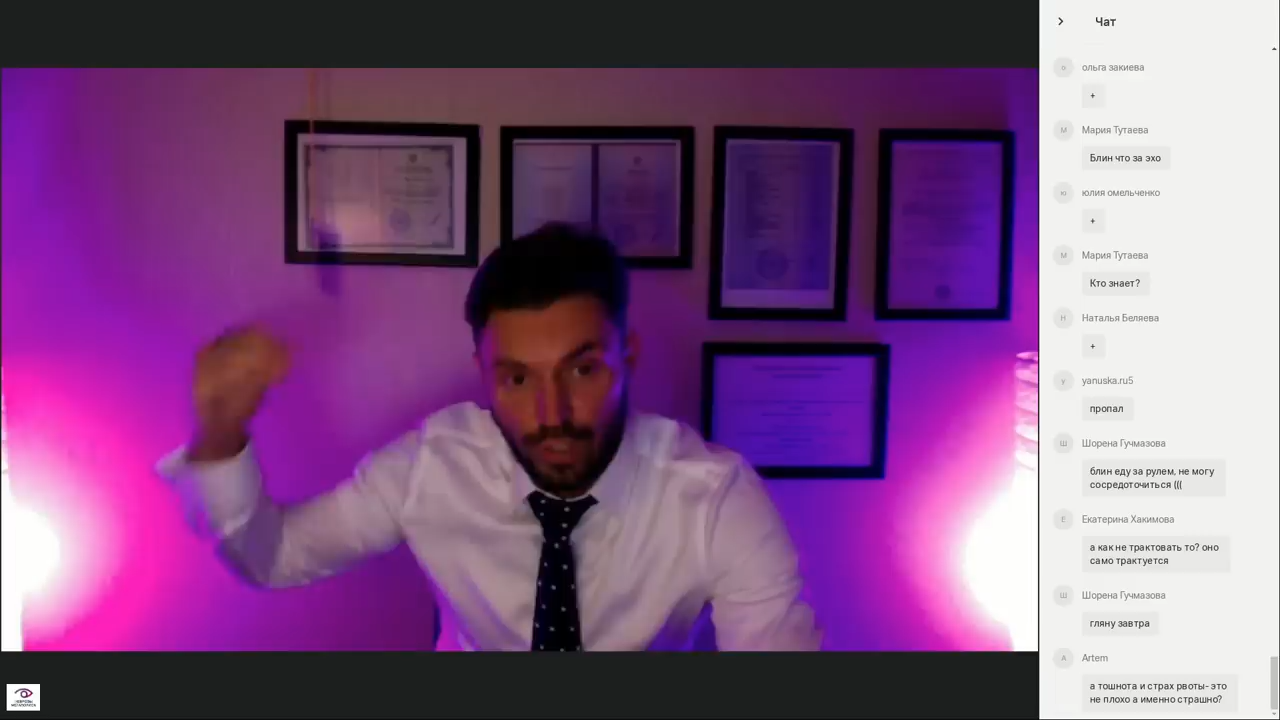 Чат
о
ольга закиева
+
М
Мария Тутаева
Блин что за эхо
ю
юлия омельченко
+
М
Мария Тутаева
Кто знает?
Н
Наталья Беляева
+
y
yanuska.ru5
пропал
Ш
Шорена Гучмазова
блин еду за рулем, не могу
сосредоточиться (((
Е
Екатерина Хакимова
а как не трактовать то? оно
само трактуется
Ш
Шорена Гучмазова
гляну завтра
A
Artem
а тошнота и страх рвоты- это
не плохо а именно страшно?